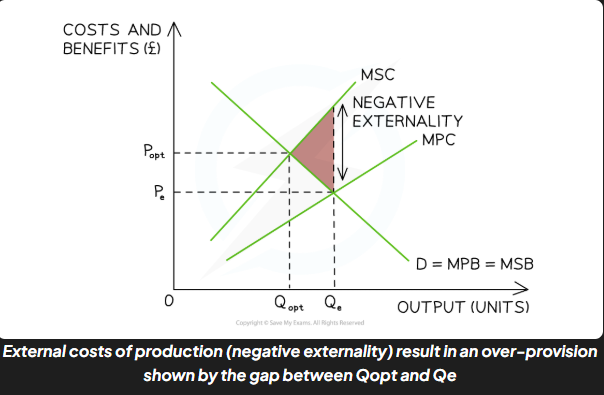 COSTS AND
BENEFITS (£)
MSC
NEGATIVE
EXTERNALITY
MPC
Popt
Pe
D = MPB = MSB
O
Qopt
Qe
OUTPUT (UNITS)
Copyright © Save My Exams. All Rights Reserved
External costs of production (negative externality) result in an over-provision
shown by the gap between Qopt and Qe